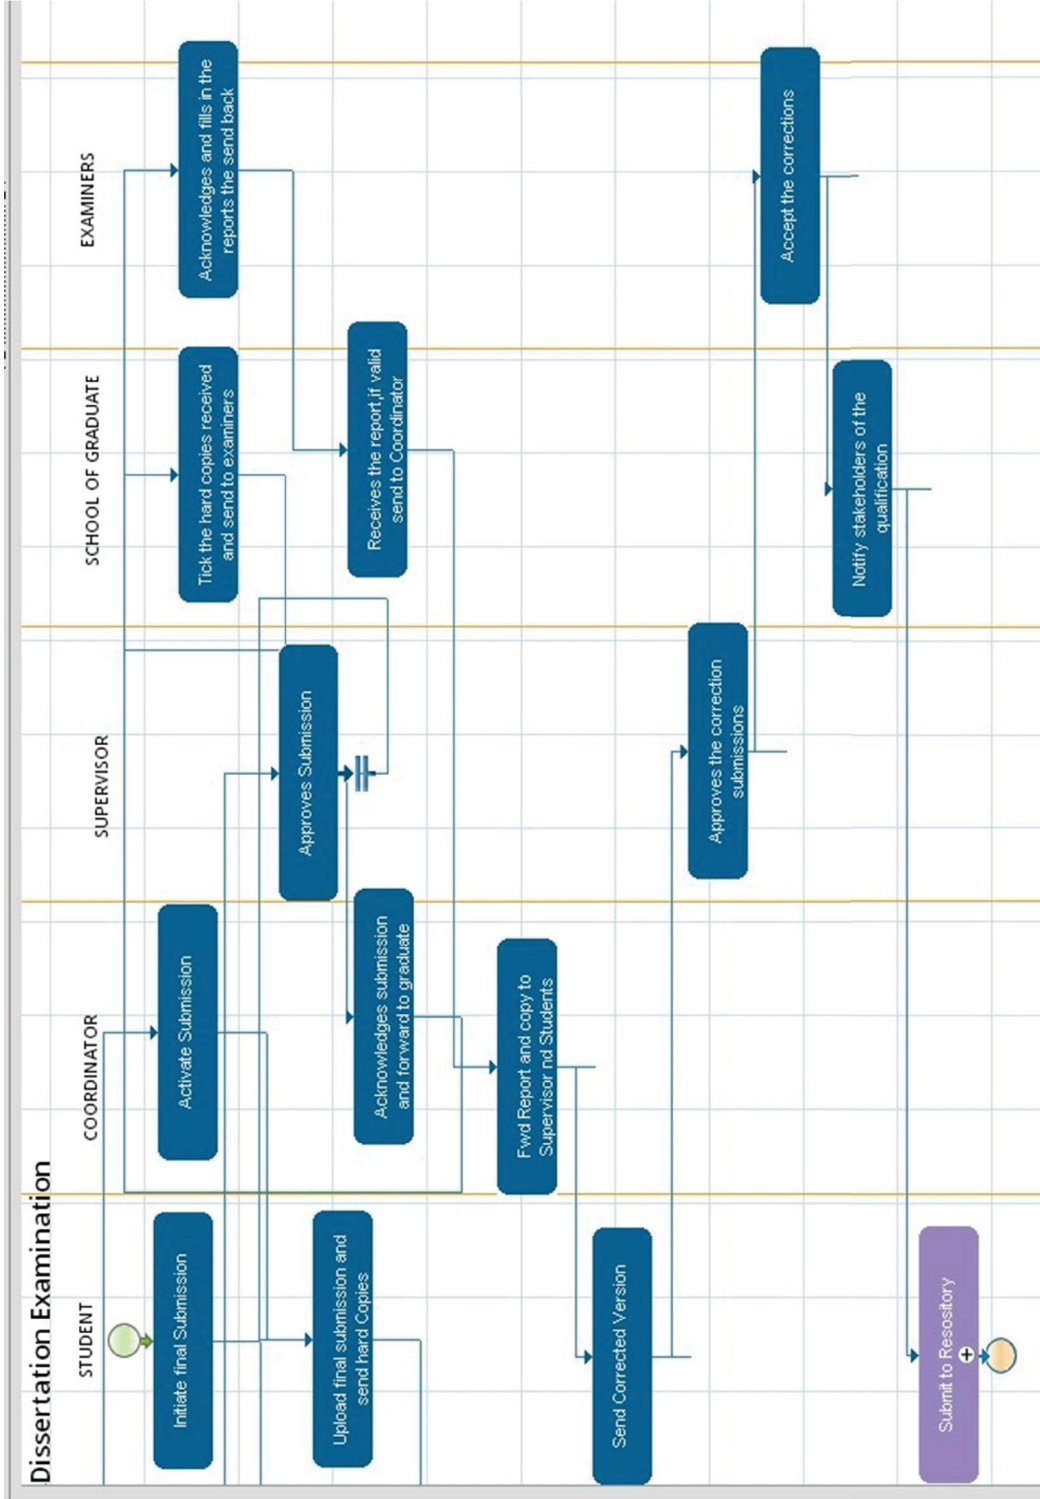 Dissertation Examination
STUDENT
COORDINATOR
SUPERVISOR
SCHOOL OF GRADUATE
EXAMINERS
Initiate final Submission
Activate Submission
Tick the hard copies received
and send to examiners
Acknowledges and fills in the
reports the send back
Upload final submission and
send hard Copies
Approves Submission
Acknowledges submission
and forward to graduate
Receives the report,if valid
send to Coordinator
Fwd Report and copy to
Supervisor nd Students
Send Corrected Version
Approves the correction
submissions
Accept the corrections
Notify stakeholders of the
qualification
Submit to Resository